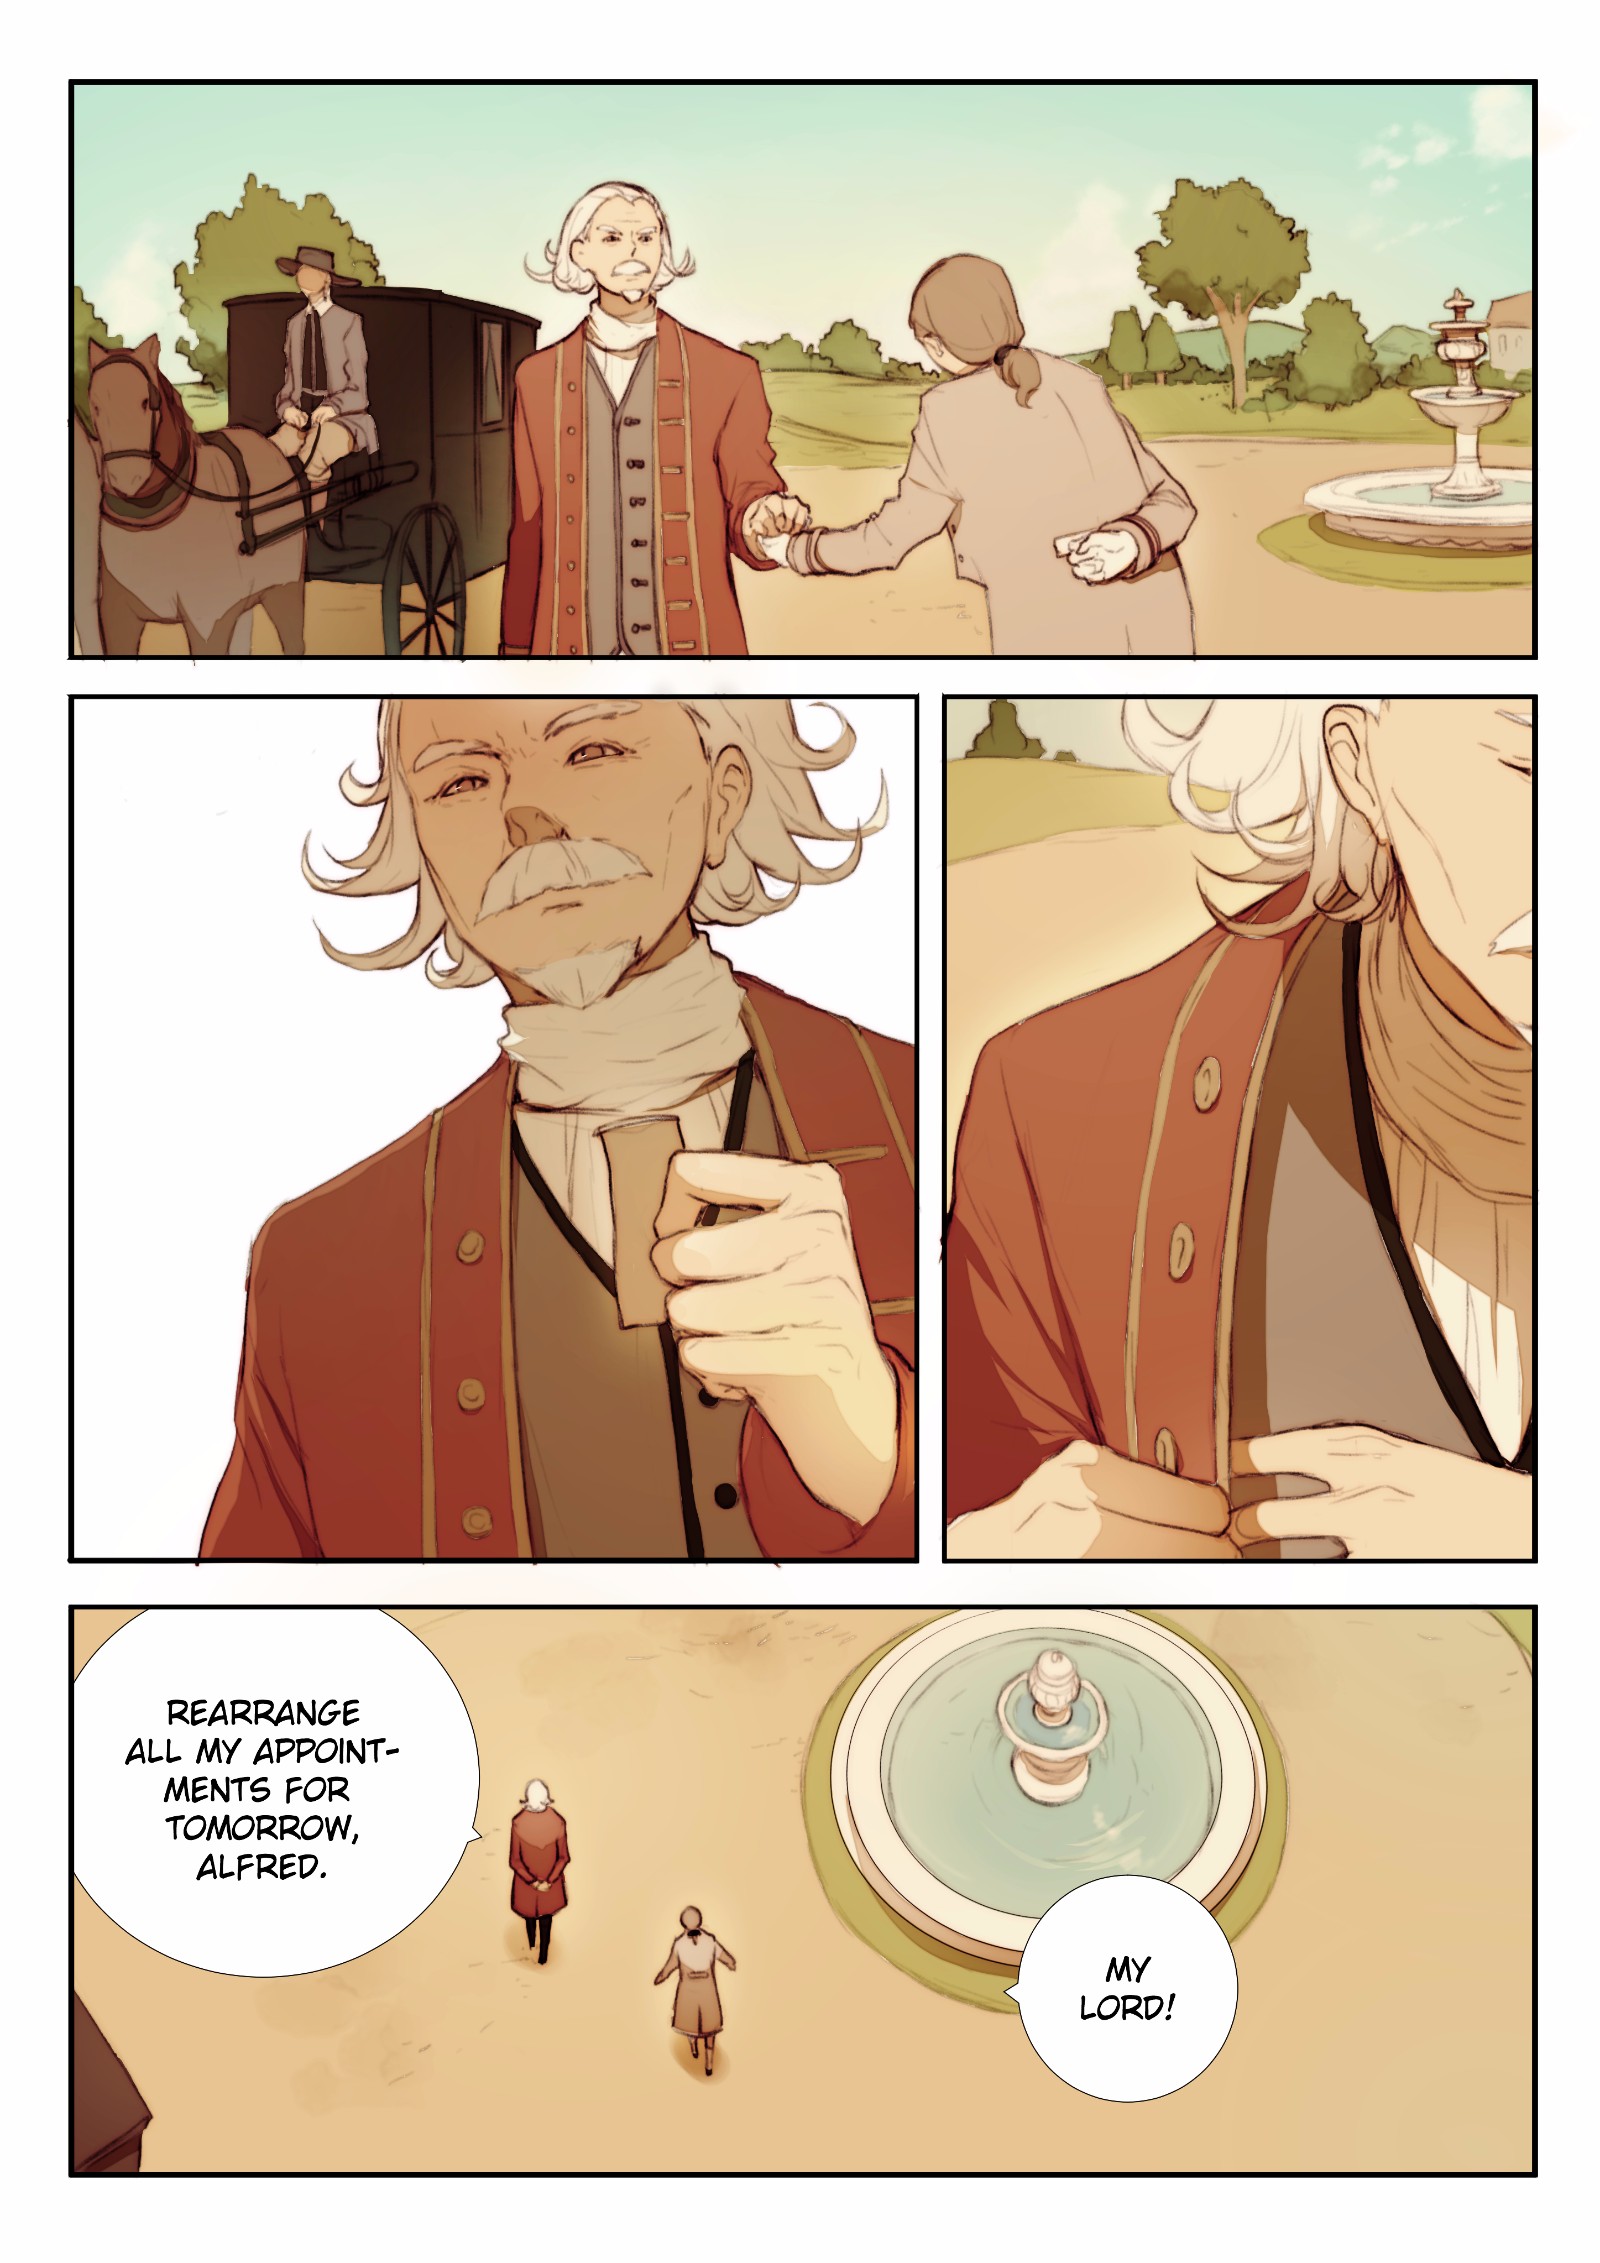 REARRANGE
ALL MY APPOINT-
MENTS FOR
TOMORROW,
ALFRED.
MY
LORD!